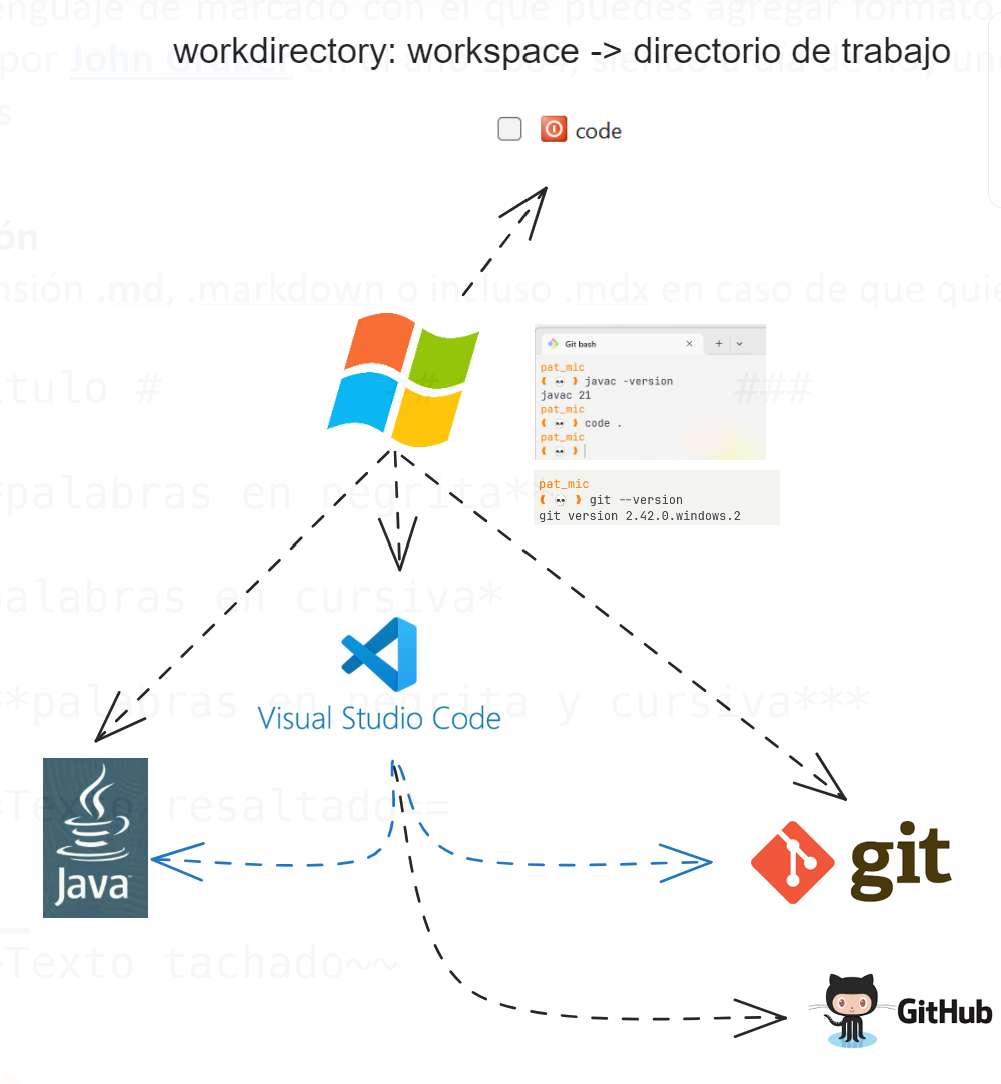 enguaje de marcado con el que puedes agregar formato
workdirectory: workspace -> directorio de trabajo
por John Gruber en el año 2004, siendo a día de hoy un
s
code
ón
nsión .md, .markdown o incluso .mdx en caso de que quie
Git bash
pat_mic
javac -version
javac 21
pat_mic
code .
pat_mic
tulo # ## ###
pat_mic
git --version
git version 2.42.0.windows.2
*palabras en negrita**
palabras en cursiva*
**palabras en negrita y cursiva***
Visual Studio Code
=Texto resaltado==
Java
git
~Texto tachado~~
GitHub